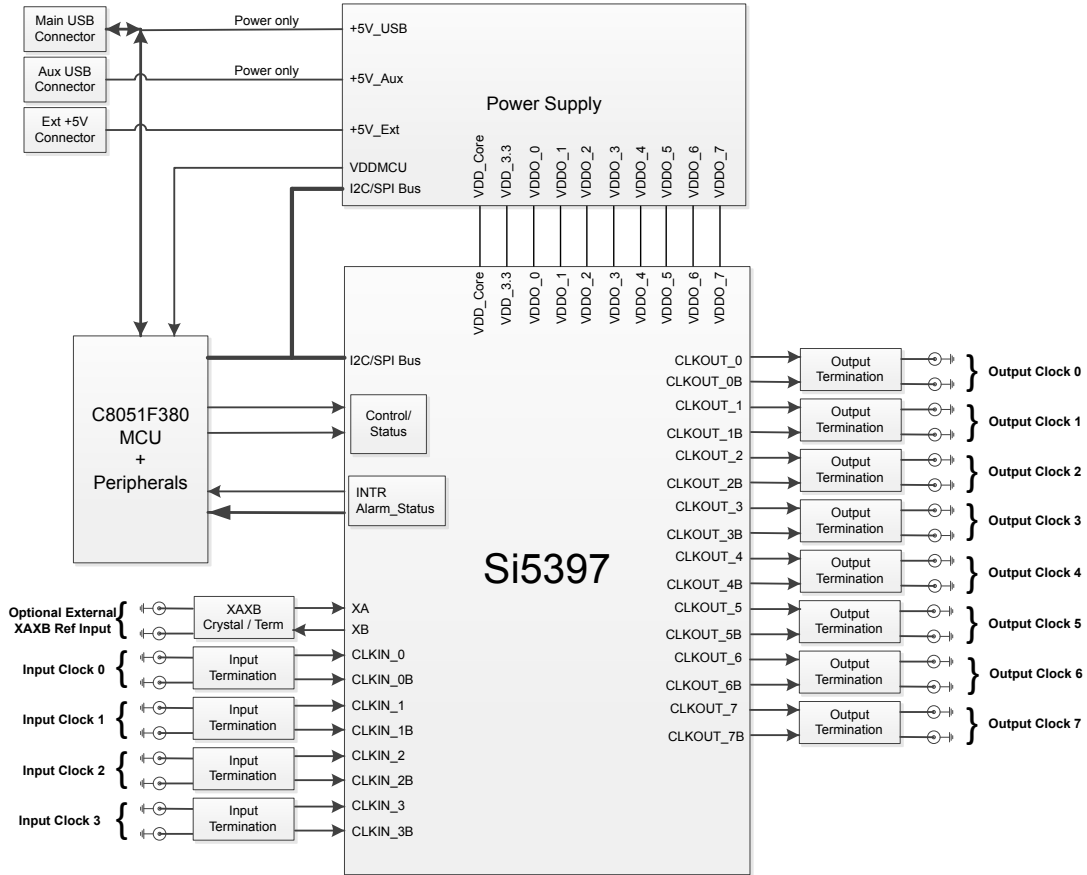 Main USB
Connector
Power only
+5V_USB
Aux USB
Connector
Power only
+5V_Aux
Power Supply
Ext +5V
Connector
+5V_Ext
VDDMCU
I2C/SPI Bus
VDD_Core
VDD_3.3
VDDO_0
VDDO_1
VDDO_2
VDDO_3
VDDO_4
VDDO_5
VDDO_6
VDDO_7
VDD_Core
VDD_3.3
VDDO_0
VDDO_1
VDDO_2
VDDO_3
VDDO_4
VDDO_5
VDDO_6
VDDO_7
C8051F380
MCU
+
Peripherals
I2C/SPI Bus
Control/
Status
INTR
Alarm_Status
Si5397
Optional External
XAXB Ref Input
XAXB
Crystal / Term
XA
XB
Input Clock 0
Input
Termination
CLKIN_0
CLKIN_0B
Input Clock 1
Input
Termination
CLKIN_1
CLKIN_1B
Input Clock 2
Input
Termination
CLKIN_2
CLKIN_2B
Input Clock 3
Input
Termination
CLKIN_3
CLKIN_3B
CLKOUT_0
CLKOUT_0B
Output
Termination
Output Clock 0
CLKOUT_1
CLKOUT_1B
Output
Termination
Output Clock 1
CLKOUT_2
CLKOUT_2B
Output
Termination
Output Clock 2
CLKOUT_3
CLKOUT_3B
Output
Termination
Output Clock 3
CLKOUT_4
CLKOUT_4B
Output
Termination
Output Clock 4
CLKOUT_5
CLKOUT_5B
Output
Termination
Output Clock 5
CLKOUT_6
CLKOUT_6B
Output
Termination
Output Clock 6
CLKOUT_7
CLKOUT_7B
Output
Termination
Output Clock 7